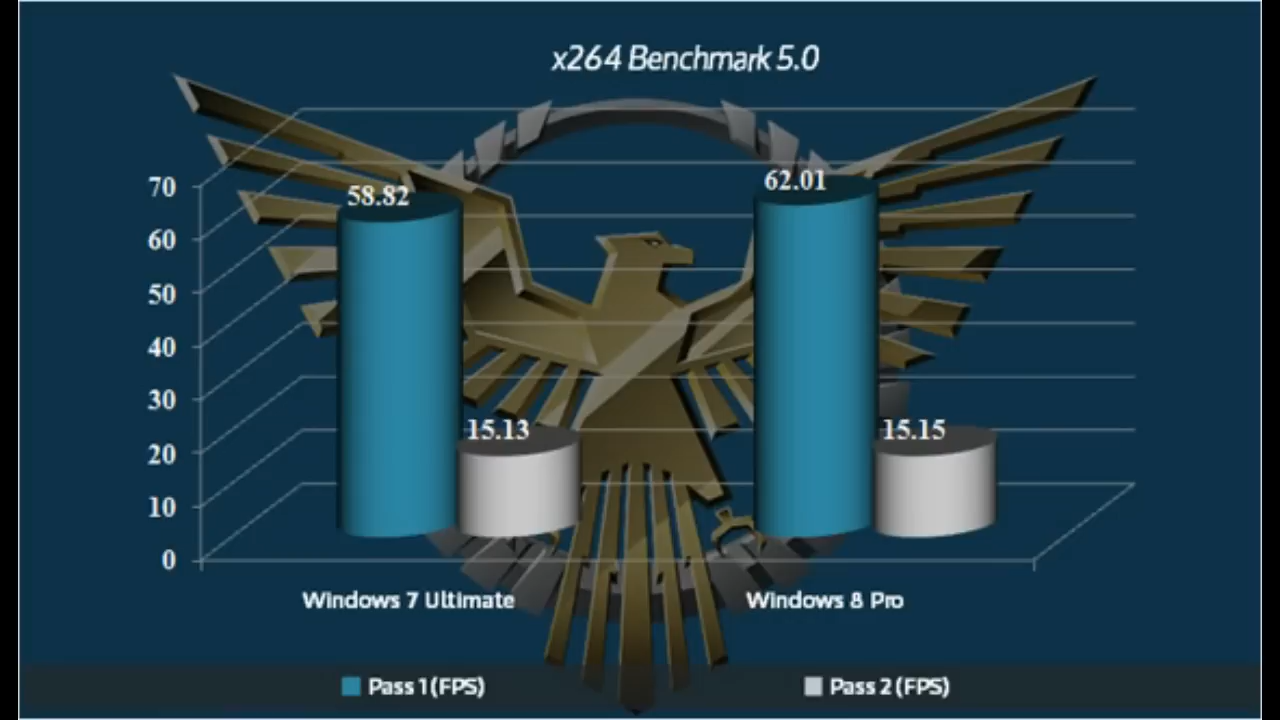 x264 Benchmark 5.0
70
60
50
40
30
20
10
0
58.82
15.13
62.01
15.15
Windows 7 Ultimate
Windows 8 Pro
Pass 1 (FPS)
Pass 2 (FPS)